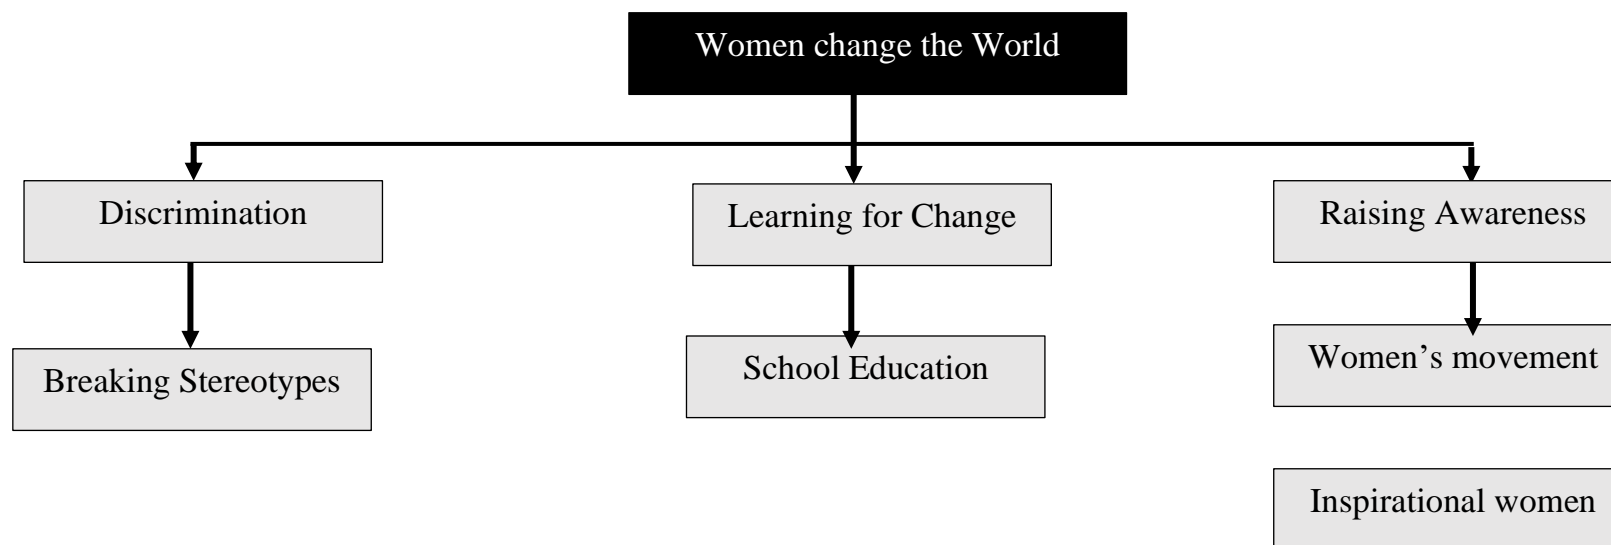 Women change the World
Discrimination
Learning for Change
Raising Awareness
Breaking Stereotypes
School Education
Women’s movement
Inspirational women